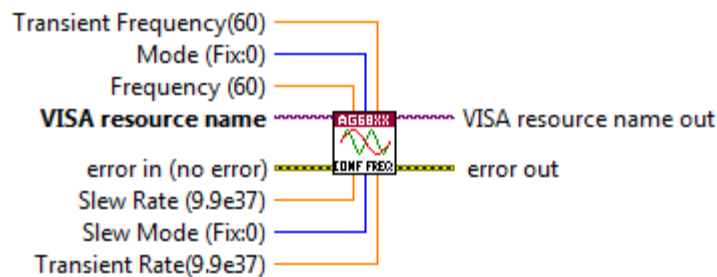 Transient Frequency(60)
Mode (Fix:0)
Frequency (60)
VISA resource name
AG68XX
VISA resource name out
error in (no error)
CONF FREQ
error out
Slew Rate (9.9e37)
Slew Mode (Fix:0)
Transient Rate(9.9e37)